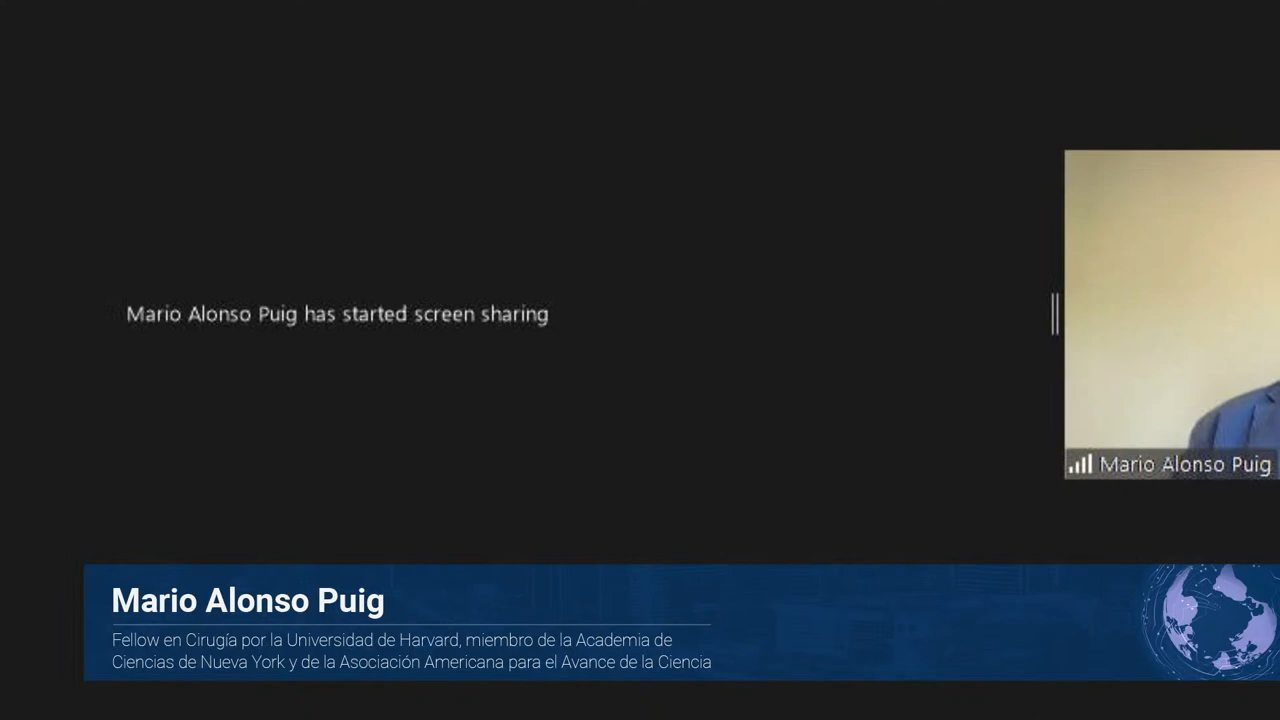 Mario Alonso Puig has started screen sharing
Mario Alonso Puig
Mario Alonso Puig
Fellow en Cirugía por la Universidad de Harvard, miembro de la Academia de
Ciencias de Nueva York y de la Asociación Americana para el Avance de la Ciencia